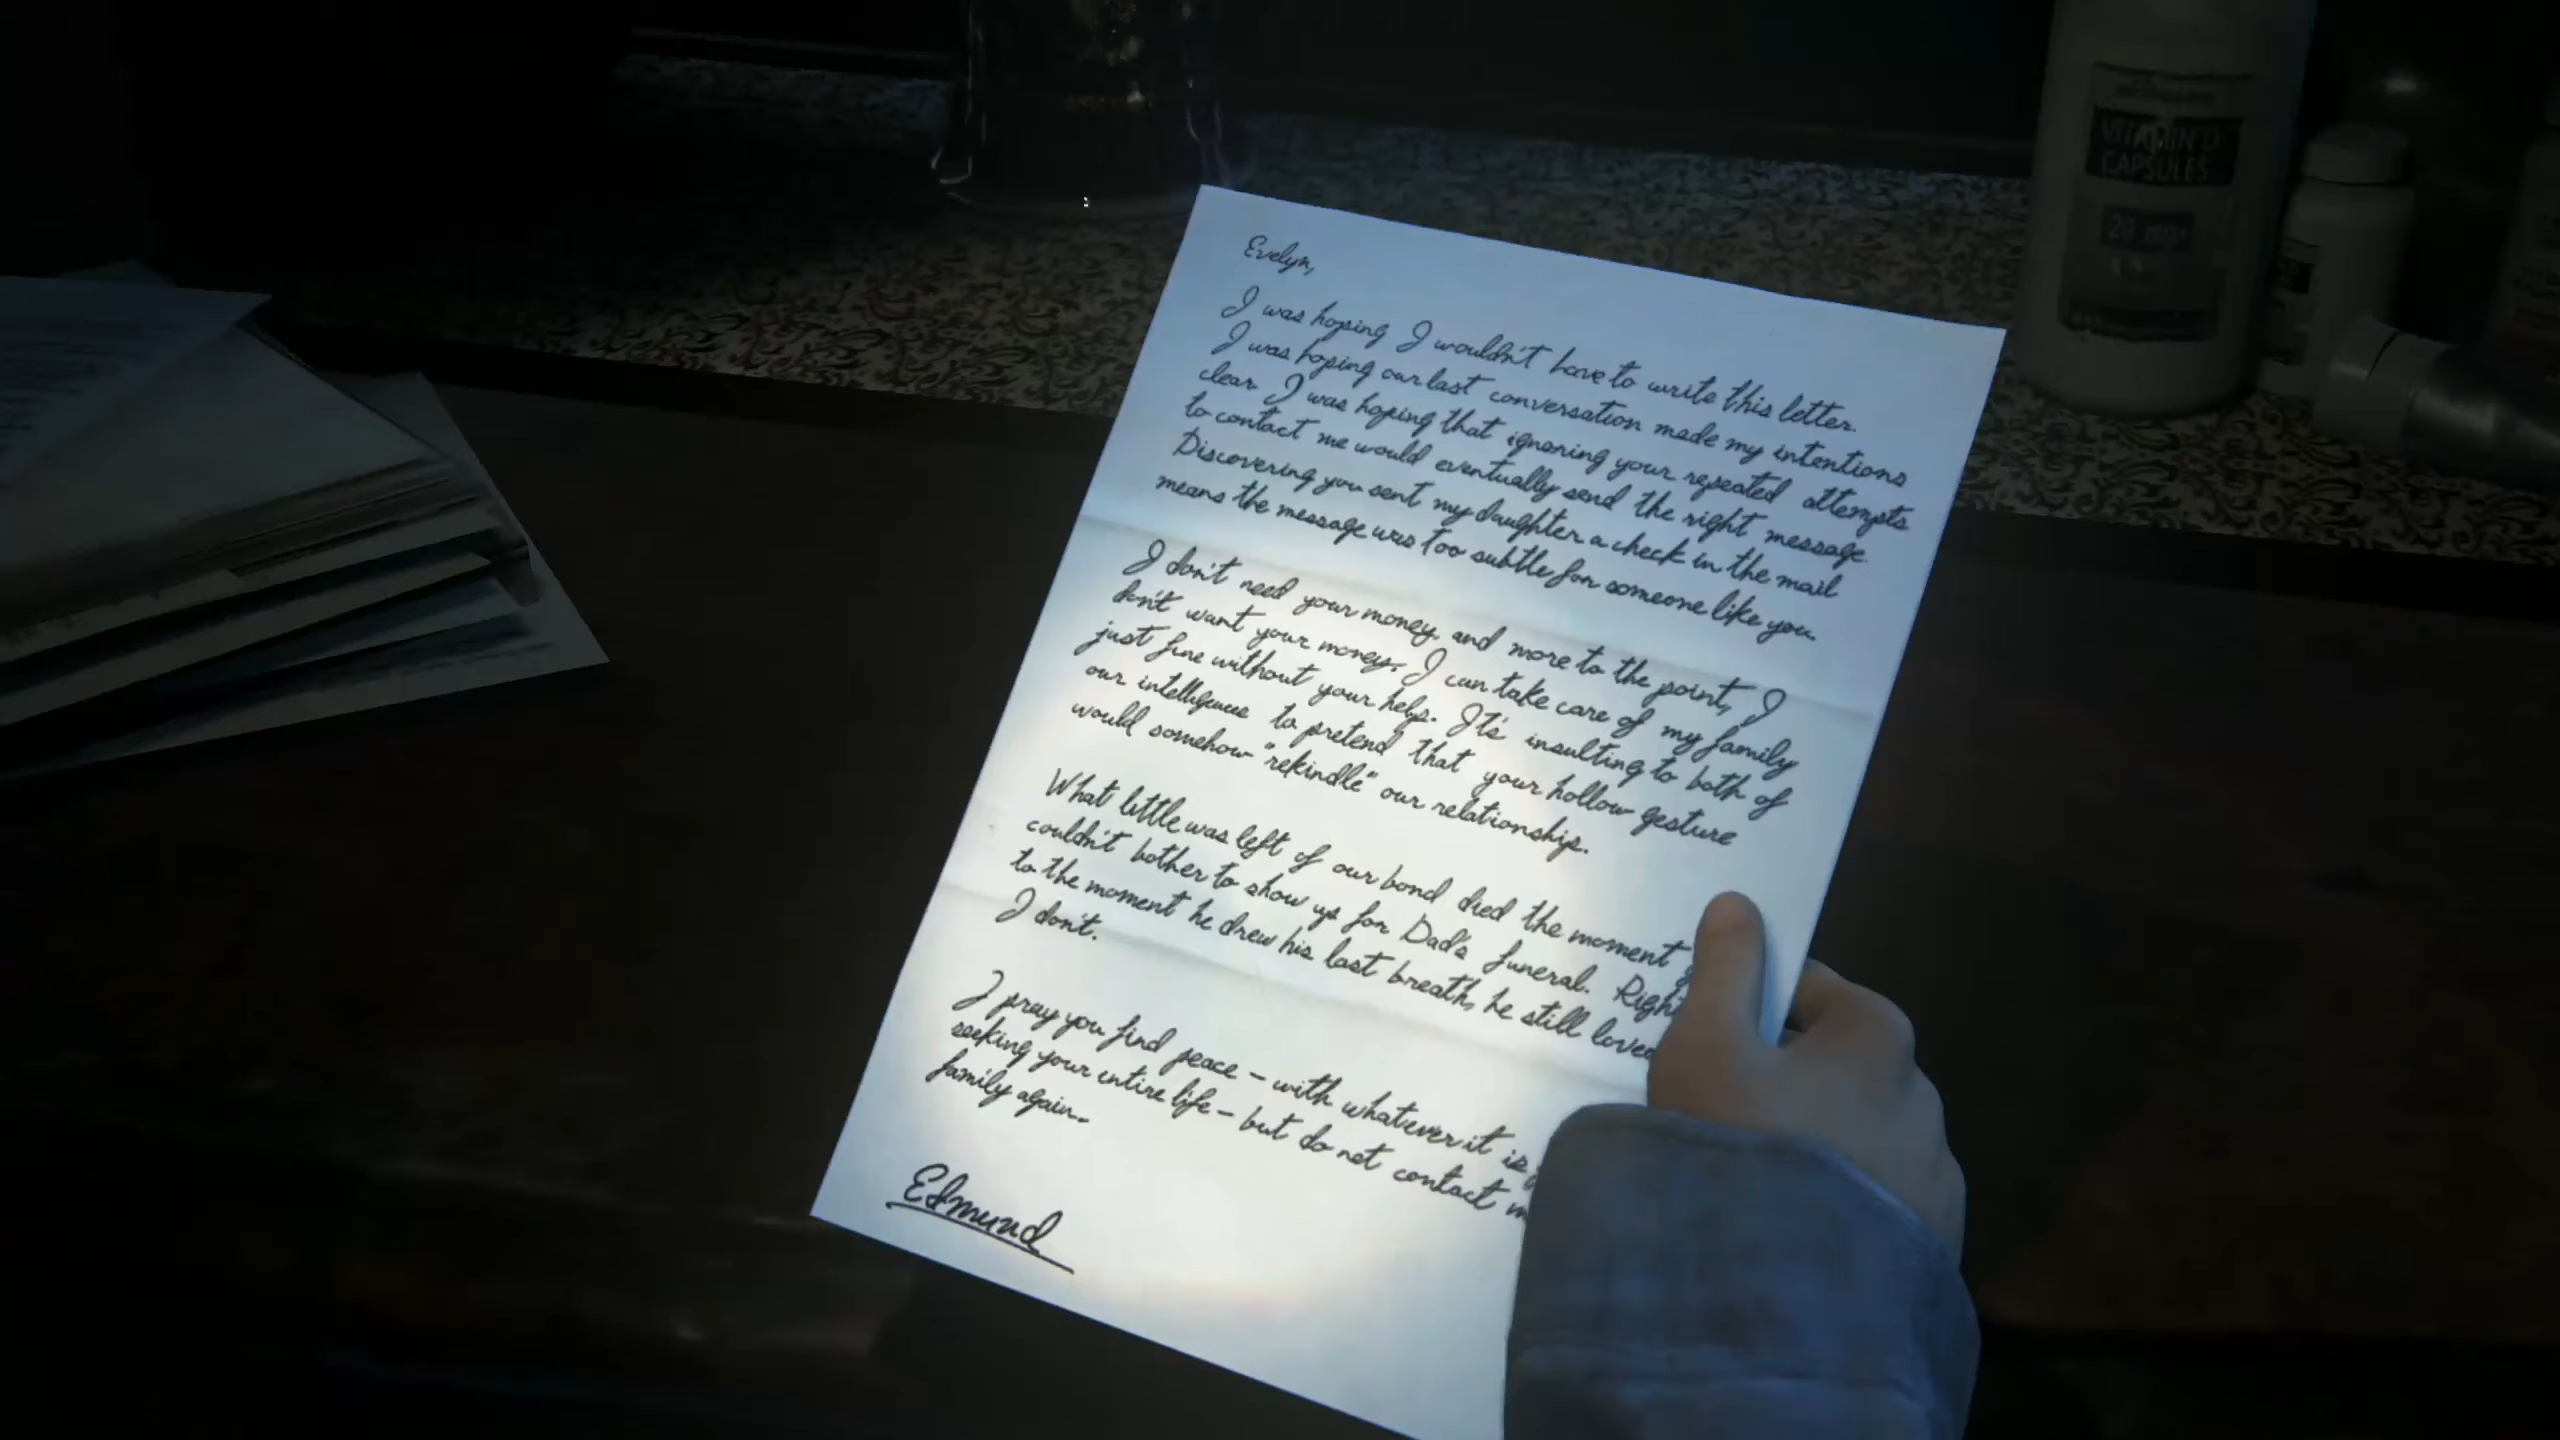 Evelyn,
I was hoping I wouldn't have to write this letter.
I was hoping our last conversation made my intentions
clear. I was hoping that ignoring your repeated attempts
to contact me would eventually send the right message.
Discovering you sent my daughter a check in the mail
means the message was too subtle for someone like you.
I don't need your money, and more to the point, I
don't want your money. I can take care of my family
just fine without your help. It's insulting to both of
our intelligences to pretend that your hollow gesture
would somehow "rekindle" our relationship.
What little was left of our bond died the moment
couldn't bother to show up for Dad's funeral. Right
to the moment he drew his last breath, he still loved
I don't.
I pray you find peace - with whatever it is
seeking your entire life - but do not contact
family again.
Edmund
VITAMIN D
CAPSULES